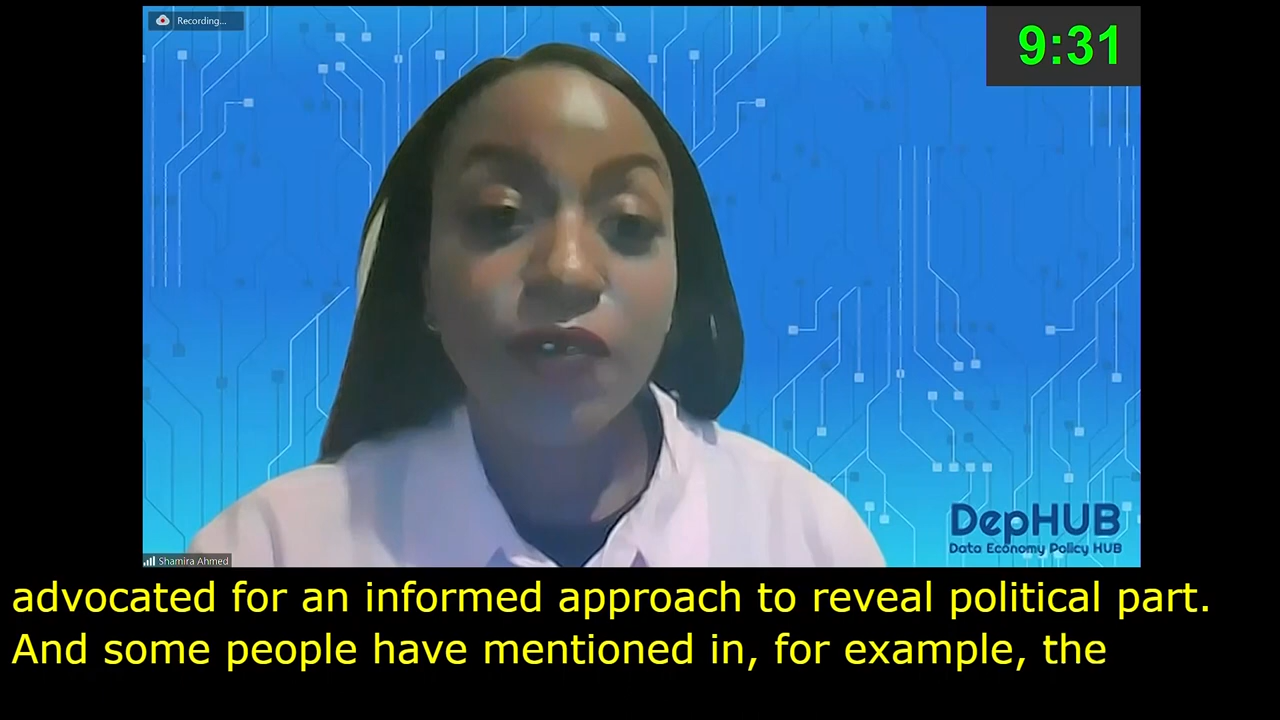 Recording...
9:31
DepHUB
Data Economy Policy HUB
Shamira Ahmed
advocated for an informed approach to reveal political part.
And some people have mentioned in, for example, the